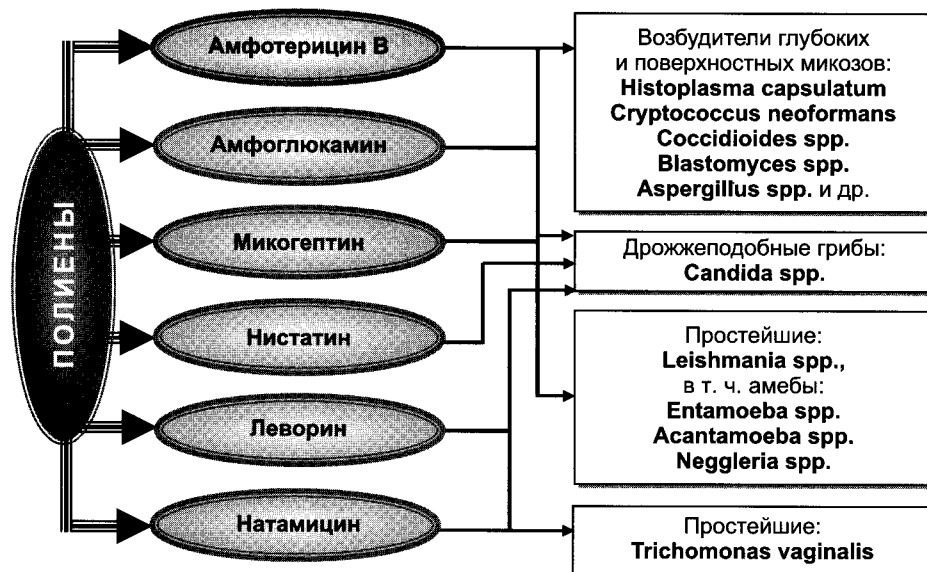 ПОЛИЕНЫ
Амфотерицин В
Амфоглюкамин
Микогептин
Нистатин
Леворин
Натамицин
Возбудители глубоких
и поверхностных микозов:
Histoplasma capsulatum
Cryptococcus neoformans
Coccidioides spp.
Blastomyces spp.
Aspergillus spp. и др.
Дрожжеподобные грибы:
Candida spp.
Простейшие:
Leishmania spp.,
в т. ч. амебы:
Entamoeba spp.
Acantamoeba spp.
Neggleria spp.
Простейшие:
Trichomonas vaginalis